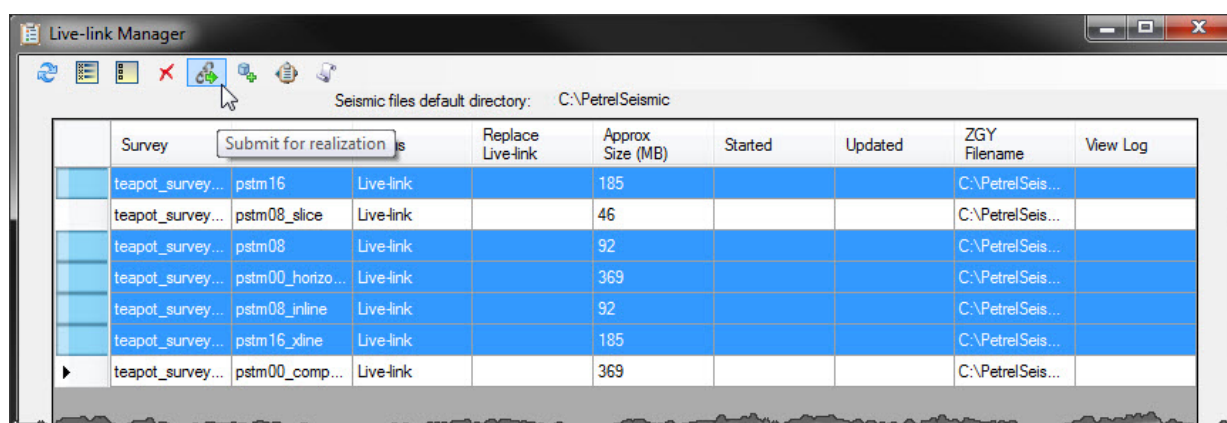 Live-link Manager
Seismic files default directory: C:\PetrelSeismic
Submit for realization
Survey Replace Live-link Approx Size (MB) Started Updated ZGY Filename View Log
teapot_survey... pstm16 Live-link 185 C:\PetrelSeis...
teapot_survey... pstm08_slice Live-link 46 C:\PetrelSeis...
teapot_survey... pstm08 Live-link 92 C:\PetrelSeis...
teapot_survey... pstm00_horizo... Live-link 369 C:\PetrelSeis...
teapot_survey... pstm08_inline Live-link 92 C:\PetrelSeis...
teapot_survey... pstm16_xline Live-link 185 C:\PetrelSeis...
teapot_survey... pstm00_comp... Live-link 369 C:\PetrelSeis...